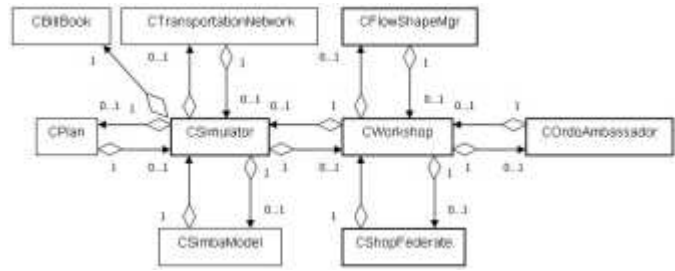 CBillBook
CTransportationNetwork
CFlowShapeMgr
1
0..1
1
0..1
1
0..1
1
0..1
0..1
1
0..1
1
0..1
1
CPlan
CSimulator
CWorkshop
COrdoAmbassador
1
0..1
1
1
0..1
1
1
0..1
1
0..1
1
0..1
CSimbaModel
CShopFederate